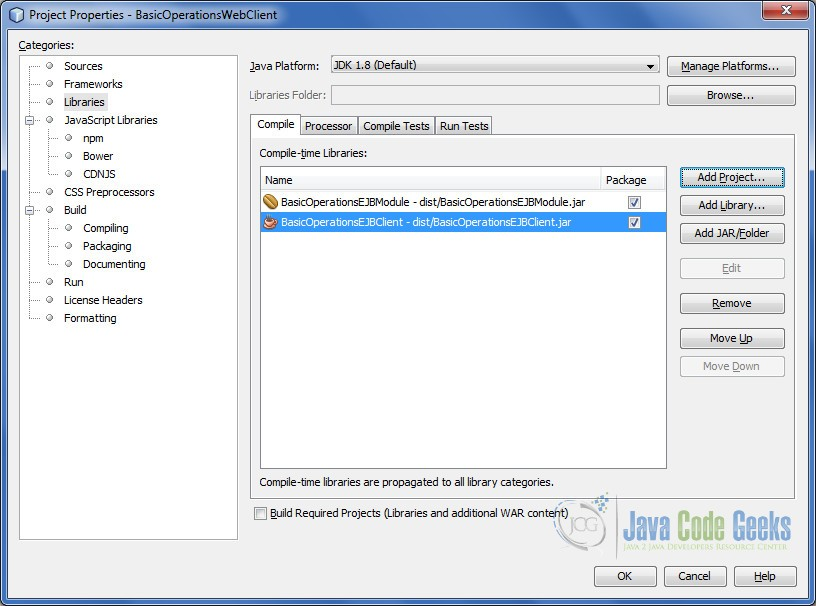 Project Properties - BasicOperationsWebClient
Categories:
Sources
Frameworks
Libraries
JavaScript Libraries
npm
Bower
CDNJS
CSS Preprocessors
Build
Compiling
Packaging
Documenting
Run
License Headers
Formatting
Java Platform:
JDK 1.8 (Default)
Manage Platforms...
Libraries Folder:
Browse...
Compile
Processor
Compile Tests
Run Tests
Compile-time Libraries:
Name
Package
BasicOperationsEJBModule - dist/BasicOperationsEJBModule.jar
BasicOperationsEJBClient - dist/BasicOperationsEJBClient.jar
Add Project...
Add Library...
Add JAR/Folder
Edit
Remove
Move Up
Move Down
Compile-time libraries are propagated to all library categories.
Build Required Projects (Libraries and additional WAR content)
JCG
Java Code Geeks
Java 2 Java Developers Resource Center
OK
Cancel
Help